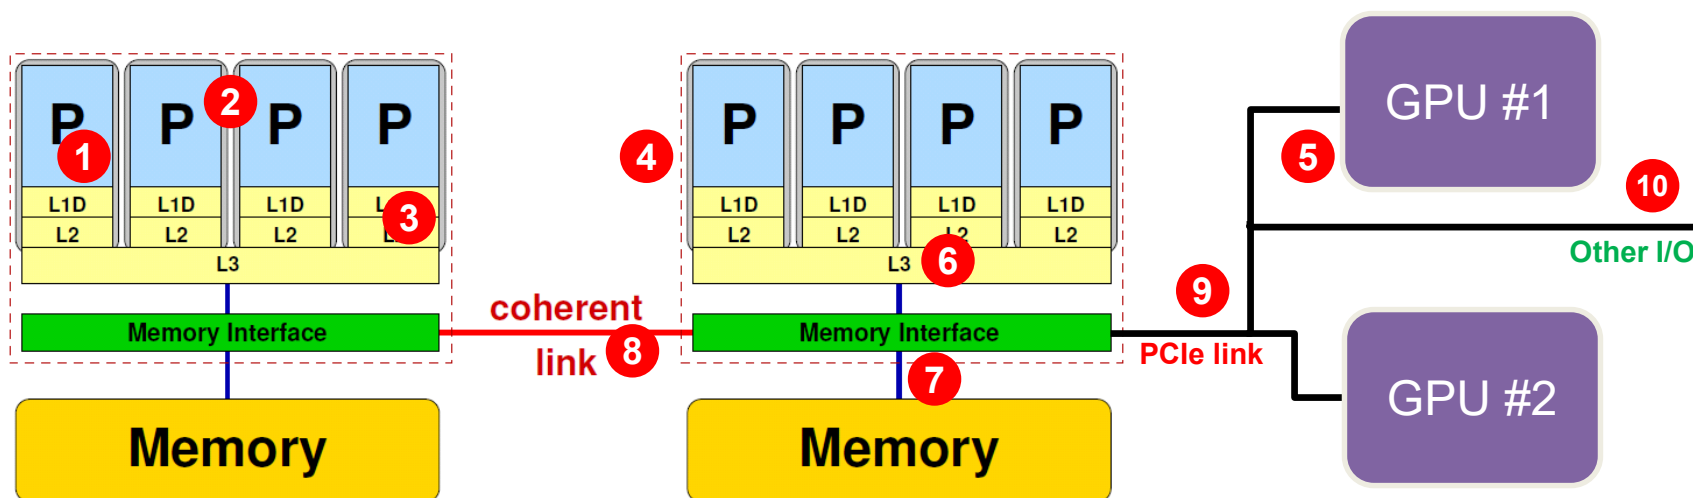 P P P P
1
2
L1D L1D L1D
L2 L2 L2
3
L3
Memory Interface
Memory
coherent
link
8
4
P P P P
L1D L1D L1D L1D
L2 L2 L2 L2
L3
6
Memory Interface
7
Memory
9
PCIe link
5
GPU #1
10
Other I/O
GPU #2